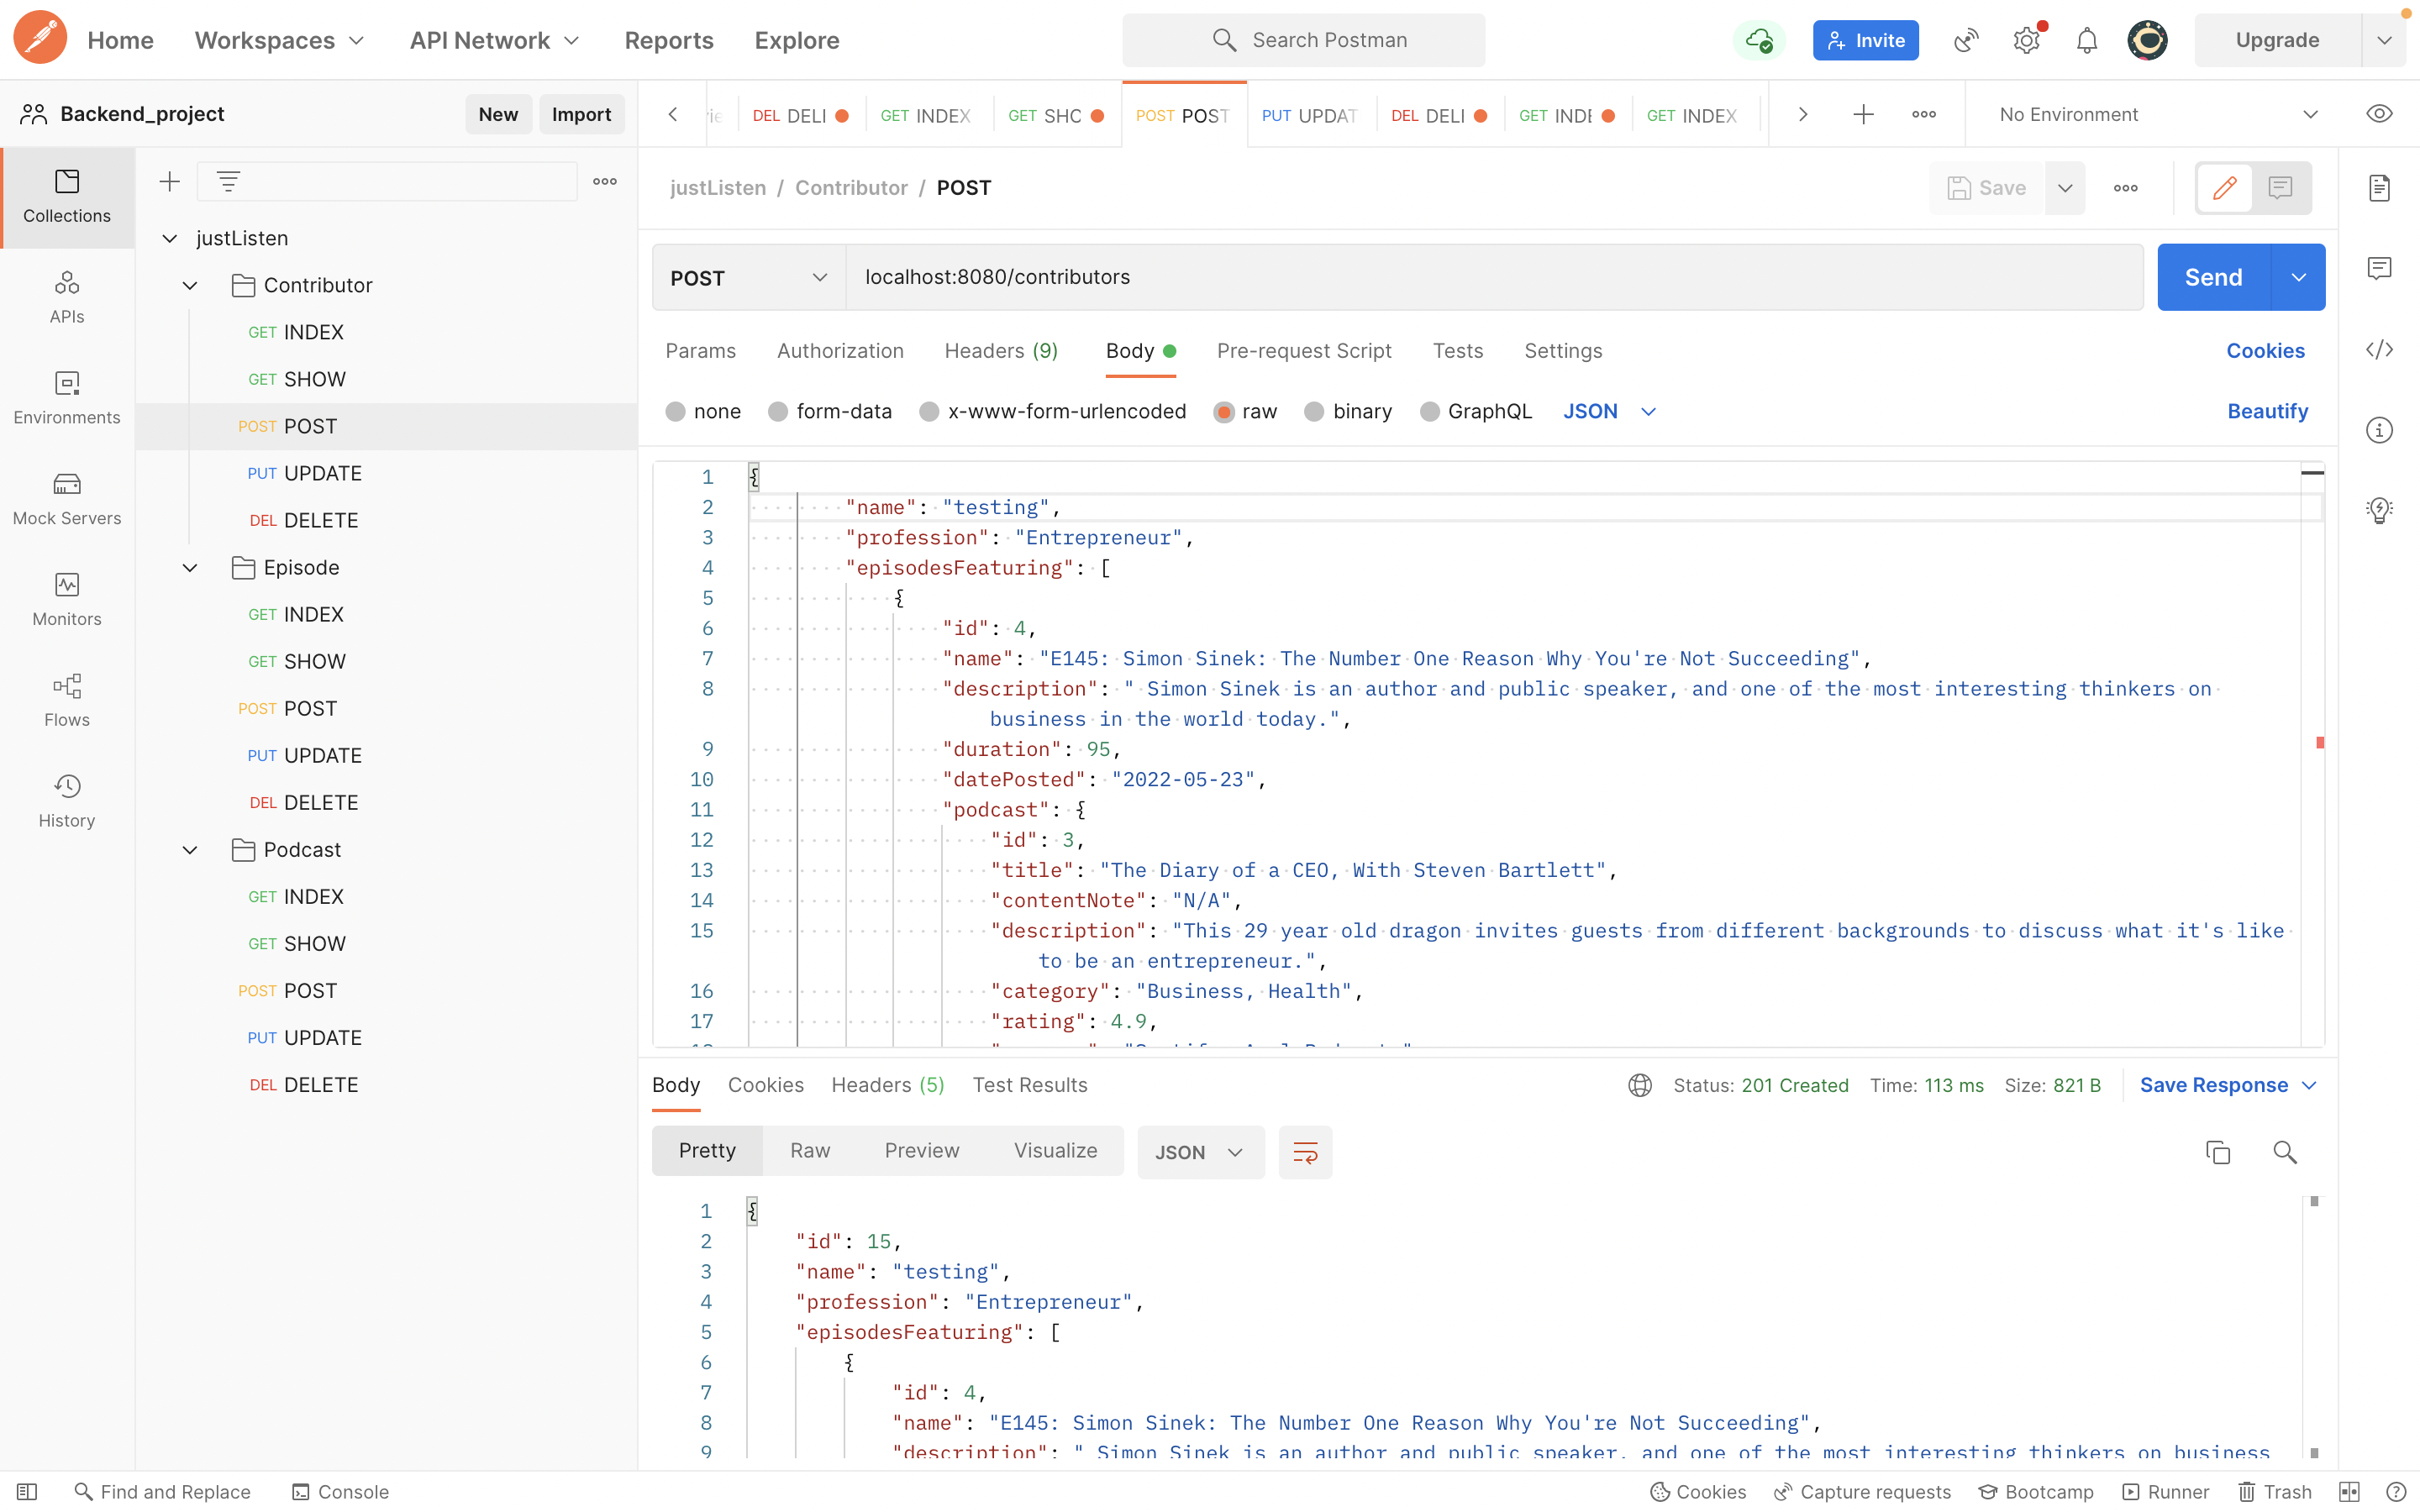 Home Workspaces API Network Reports Explore Search Postman Invite Upgrade
Backend_project New Import DEL DELI GET INDEX GET SHC POST POST PUT UPDAT DEL DELI GET INDE GET INDEX No Environment
Collections
APIs
Environments
Mock Servers
Monitors
Flows
History
justListen
Contributor
GET INDEX
GET SHOW
POST POST
PUT UPDATE
DEL DELETE
Episode
GET INDEX
GET SHOW
POST POST
PUT UPDATE
DEL DELETE
Podcast
GET INDEX
GET SHOW
POST POST
PUT UPDATE
DEL DELETE
justListen / Contributor / POST Save
POST localhost:8080/contributors Send
Params Authorization Headers (9) Body Pre-request Script Tests Settings Cookies
none form-data x-www-form-urlencoded raw binary GraphQL JSON Beautify
1 {
2 "name": "testing",
3 "profession": "Entrepreneur",
4 "episodesFeaturing": [
5 {
6 "id": 4,
7 "name": "E145: Simon Sinek: The Number One Reason Why You're Not Succeeding",
8 "description": " Simon Sinek is an author and public speaker, and one of the most interesting thinkers on
business in the world today.",
9 "duration": 95,
10 "datePosted": "2022-05-23",
11 "podcast": {
12 "id": 3,
13 "title": "The Diary of a CEO, With Steven Bartlett",
14 "contentNote": "N/A",
15 "description": "This 29 year old dragon invites guests from different backgrounds to discuss what it's like
to be an entrepreneur.",
16 "category": "Business, Health",
17 "rating": 4.9,
Body Cookies Headers (5) Test Results Status: 201 Created Time: 113 ms Size: 821 B Save Response
Pretty Raw Preview Visualize JSON
1 {
2 "id": 15,
3 "name": "testing",
4 "profession": "Entrepreneur",
5 "episodesFeaturing": [
6 {
7 "id": 4,
8 "name": "E145: Simon Sinek: The Number One Reason Why You're Not Succeeding",
9 "description": " Simon Sinek is an author and public speaker, and one of the most interesting thinkers on business
Find and Replace Console Cookies Capture requests Bootcamp Runner Trash